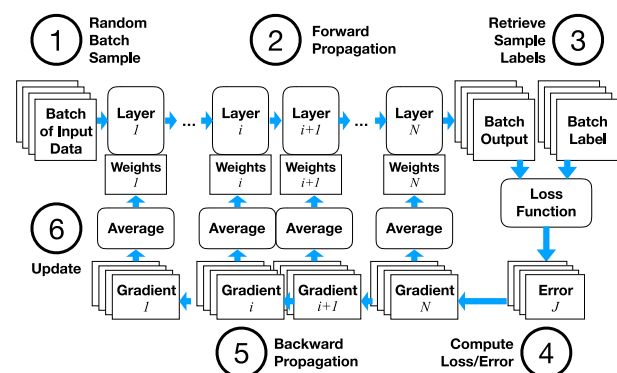 1
Random
Batch
Sample
2
Forward
Propagation
Retrieve
Sample
Labels
3
Batch
of Input
Data
Layer
1
...
Layer
i
Layer
i+1
...
Layer
N
Batch
Output
Batch
Label
Weights
1
Weights
i
Weights
i+1
Weights
N
Loss
Function
6
Update
Average
Average
Average
Average
Gradient
1
Gradient
i
Gradient
i+1
Gradient
N
Error
J
5
Backward
Propagation
Compute
Loss/Error
4